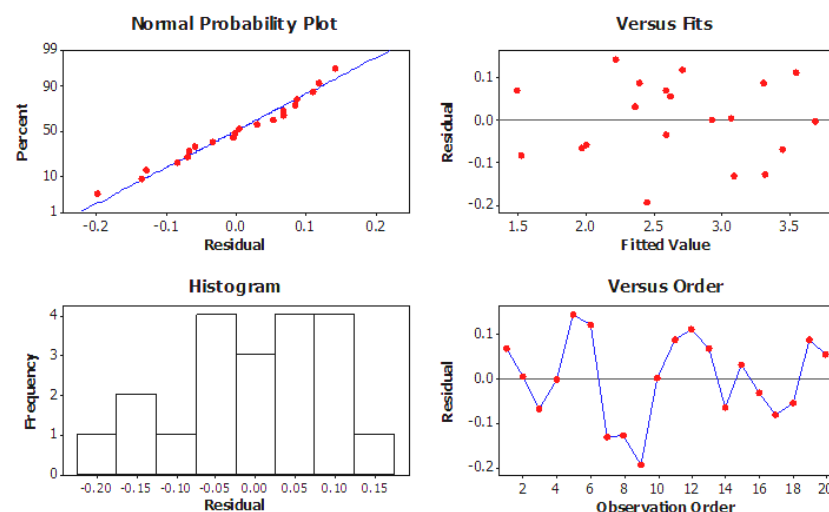 Normal Probability Plot
99
90
50
10
1
Percent
-0.2 -0.1 0.0 0.1 0.2
Residual
Versus Fits
0.1
0.0
-0.1
-0.2
Residual
1.5 2.0 2.5 3.0 3.5
Fitted Value
Histogram
4
3
2
1
0
Frequency
-0.20 -0.15 -0.10 -0.05 0.00 0.05 0.10 0.15
Residual
Versus Order
0.1
0.0
-0.1
-0.2
Residual
2 4 6 8 10 12 14 16 18 20
Observation Order